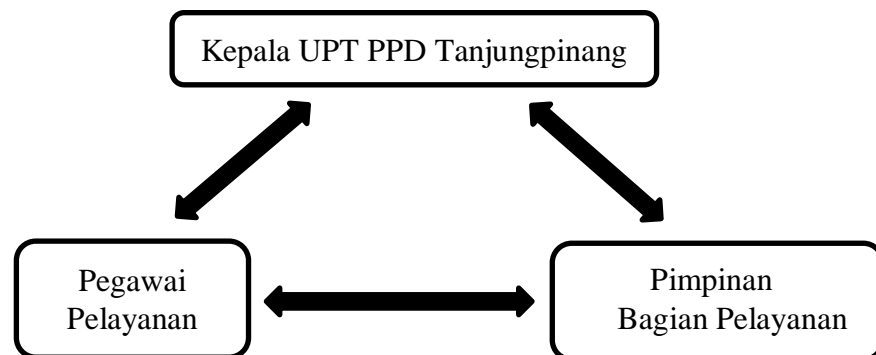 Kepala UPT PPD Tanjungpinang
Pegawai
Pelayanan
Pimpinan
Bagian Pelayanan